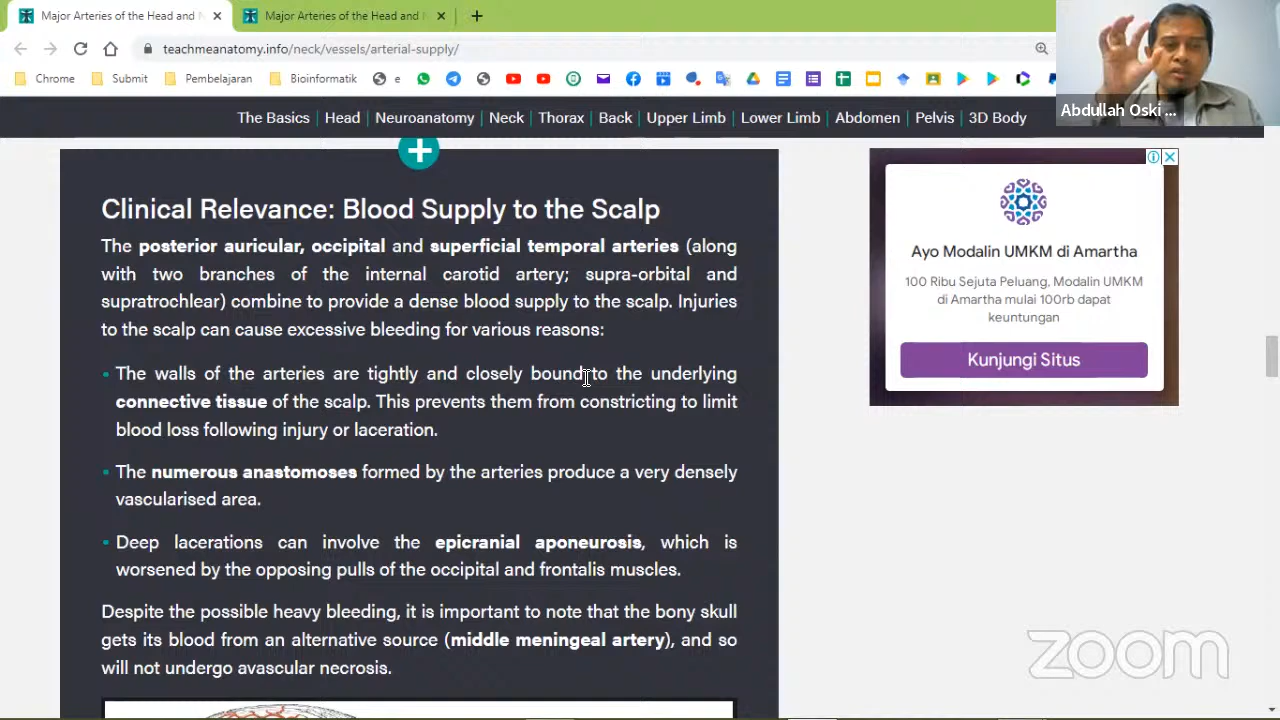 Major Arteries of the Head and N
Major Arteries of the Head and N
teachmeanatomy.info/neck/vessels/arterial-supply/
Chrome
Submit
Pembelajaran
Bioinformatik
e
Abdullah Oski ...
The Basics | Head | Neuroanatomy | Neck | Thorax | Back | Upper Limb | Lower Limb | Abdomen | Pelvis | 3D Body
Clinical Relevance: Blood Supply to the Scalp
The posterior auricular, occipital and superficial temporal arteries (along
with two branches of the internal carotid artery; supra-orbital and
supratrochlear) combine to provide a dense blood supply to the scalp. Injuries
to the scalp can cause excessive bleeding for various reasons:
The walls of the arteries are tightly and closely bound to the underlying
connective tissue of the scalp. This prevents them from constricting to limit
blood loss following injury or laceration.
The numerous anastomoses formed by the arteries produce a very densely
vascularised area.
Deep lacerations can involve the epicranial aponeurosis, which is
worsened by the opposing pulls of the occipital and frontalis muscles.
Despite the possible heavy bleeding, it is important to note that the bony skull
gets its blood from an alternative source (middle meningeal artery), and so
will not undergo avascular necrosis.
Ayo Modalin UMKM di Amartha
100 Ribu Sejuta Peluang, Modalin UMKM
di Amartha mulai 100rb dapat
keuntungan
Kunjungi Situs
zoom